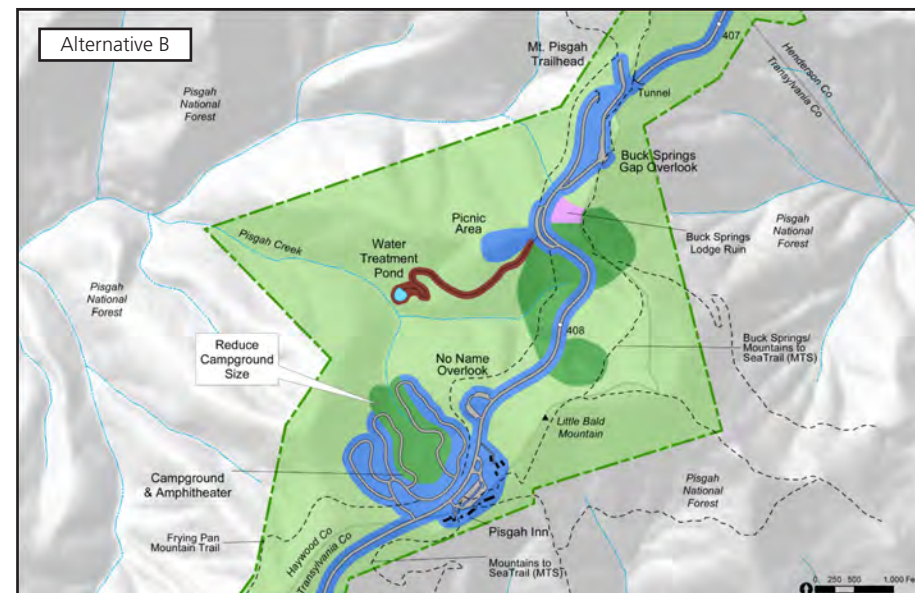 Alternative B
407
Mt. Pisgah
Trailhead
Henderson Co
Transylvania Co
Pisgah
National
Forest
Tunnel
Buck Springs
Gap Overlook
Picnic
Area
Pisgah Creek
Water
Treatment
Pond
Buck Springs
Lodge Ruin
Pisgah
National
Forest
Pisgah
National
Forest
408
Reduce
Campground
Size
No Name
Overlook
Buck Springs/
Mountains to
SeaTrail (MTS)
Little Bald
Mountain
Campground
& Amphitheater
Pisgah
National
Forest
Pisgah Inn
Frying Pan
Mountain Trail
Haywood Co
Transylvania Co
Mountains to
SeaTrail (MTS)
0 250 500 1,000 Fe